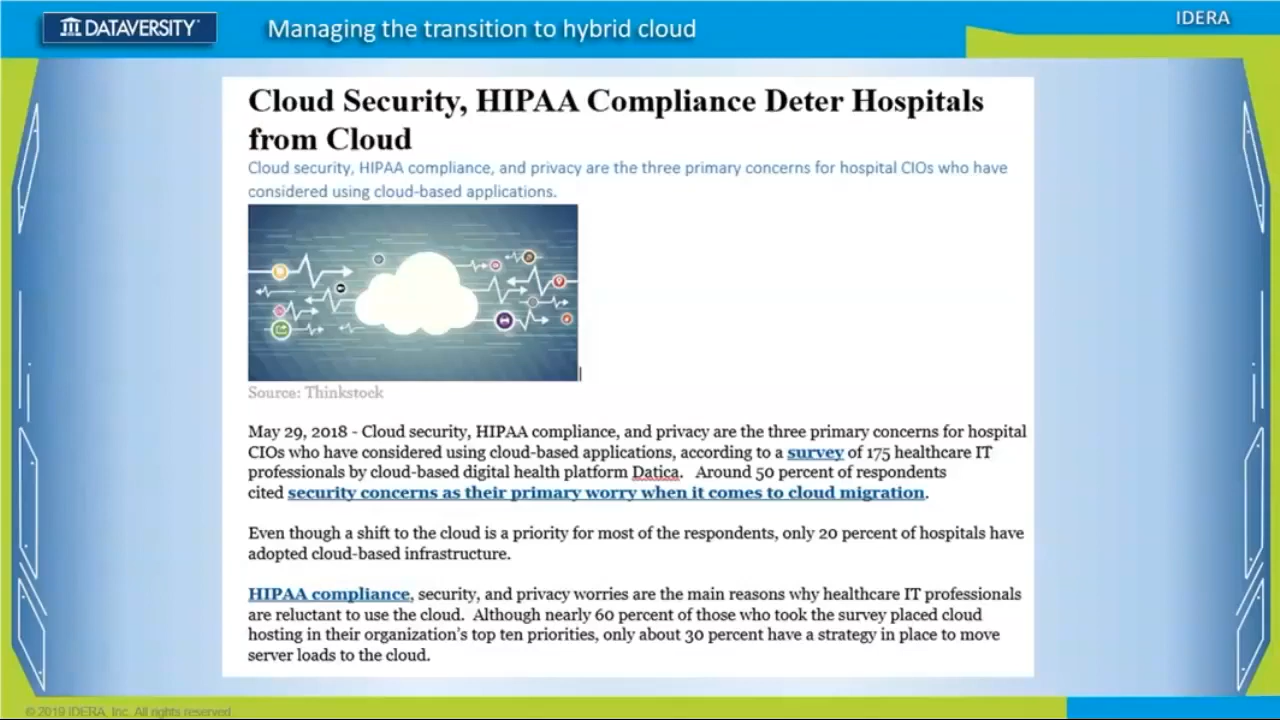 DATAVERSITY
Managing the transition to hybrid cloud
IDERA
Cloud Security, HIPAA Compliance Deter Hospitals
from Cloud
Cloud security, HIPAA compliance, and privacy are the three primary concerns for hospital CIOs who have
considered using cloud-based applications.
Source: Thinkstock
May 29, 2018 - Cloud security, HIPAA compliance, and privacy are the three primary concerns for hospital
CIOs who have considered using cloud-based applications, according to a survey of 175 healthcare IT
professionals by cloud-based digital health platform Datica. Around 50 percent of respondents
cited security concerns as their primary worry when it comes to cloud migration.
Even though a shift to the cloud is a priority for most of the respondents, only 20 percent of hospitals have
adopted cloud-based infrastructure.
HIPAA compliance, security, and privacy worries are the main reasons why healthcare IT professionals
are reluctant to use the cloud. Although nearly 60 percent of those who took the survey placed cloud
hosting in their organization's top ten priorities, only about 30 percent have a strategy in place to move
server loads to the cloud.
© 2019 IDERA, Inc. All rights reserved